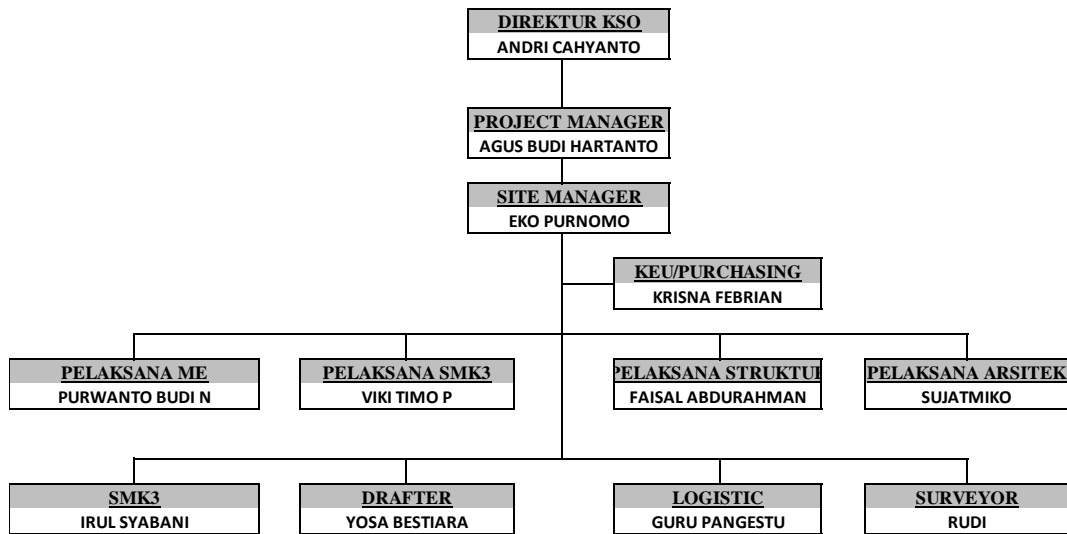 DIREKTUR KSO
ANDRI CAHYANTO
PROJECT MANAGER
AGUS BUDI HARTANTO
SITE MANAGER
EKO PURNOMO
KEU/PURCHASING
KRISNA FEBRIAN
PELAKSANA ME
PURWANTO BUDI N
PELAKSANA SMK3
VIKI TIMO P
PELAKSANA STRUKTUR
FAISAL ABDURAHMAN
PELAKSANA ARSITEK
SUJATMIKO
SMK3
IRUL SYABANI
DRAFTER
YOSA BESTIARA
LOGISTIC
GURU PANGESTU
SURVEYOR
RUDI